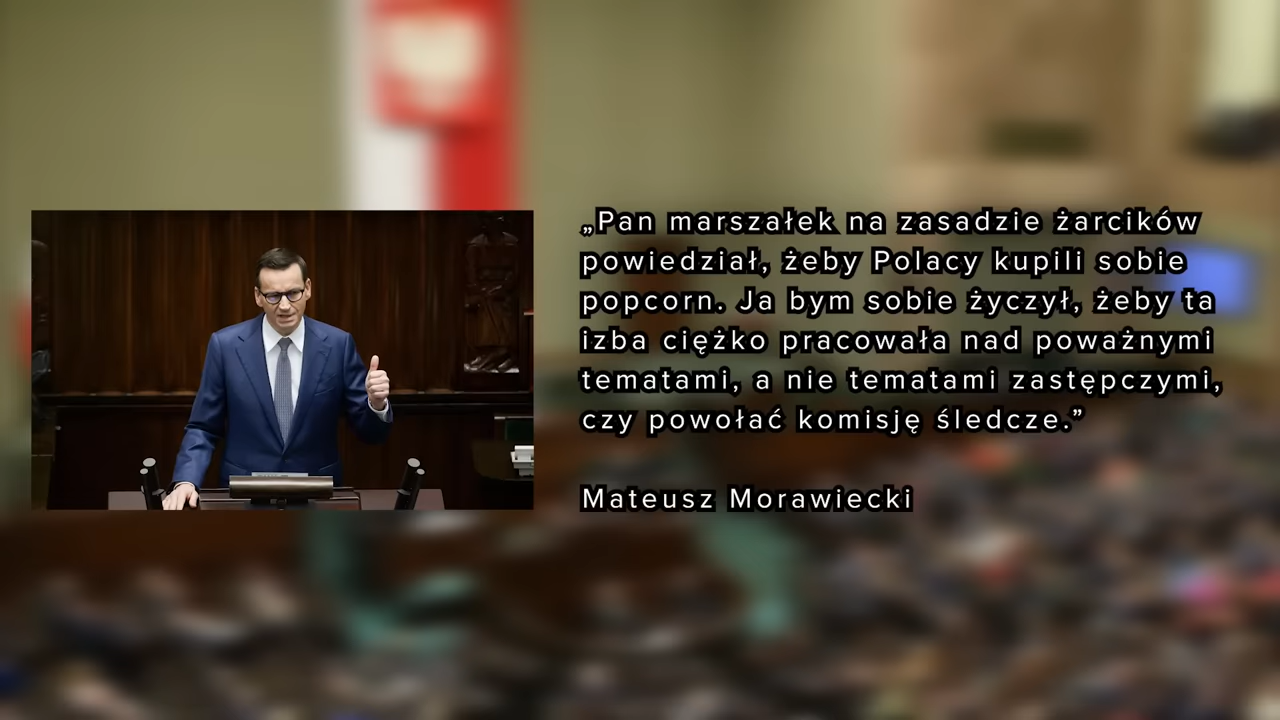 „Pan marszałek na zasadzie żarcików
powiedział, żeby Polacy kupili sobie
popcorn. Ja bym sobie życzył, żeby ta
izba ciężko pracowała nad poważnymi
tematami, a nie tematami zastępczymi,
czy powołać komisję śledcze.”
Mateusz Morawiecki